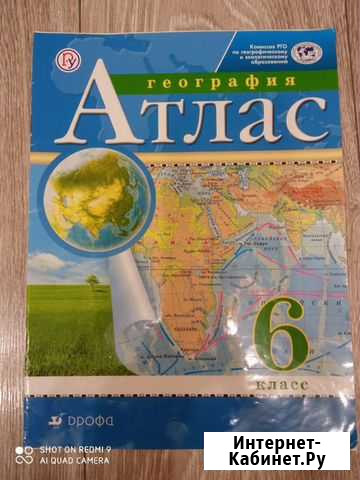 Комиссия РГО
по географическому
и экологическому
образованию
география
Атлас
6
класс
дрофа
SHOT ON REDMI 9
AI QUAD CAMERA
Интернет-
Кабинет.Ру